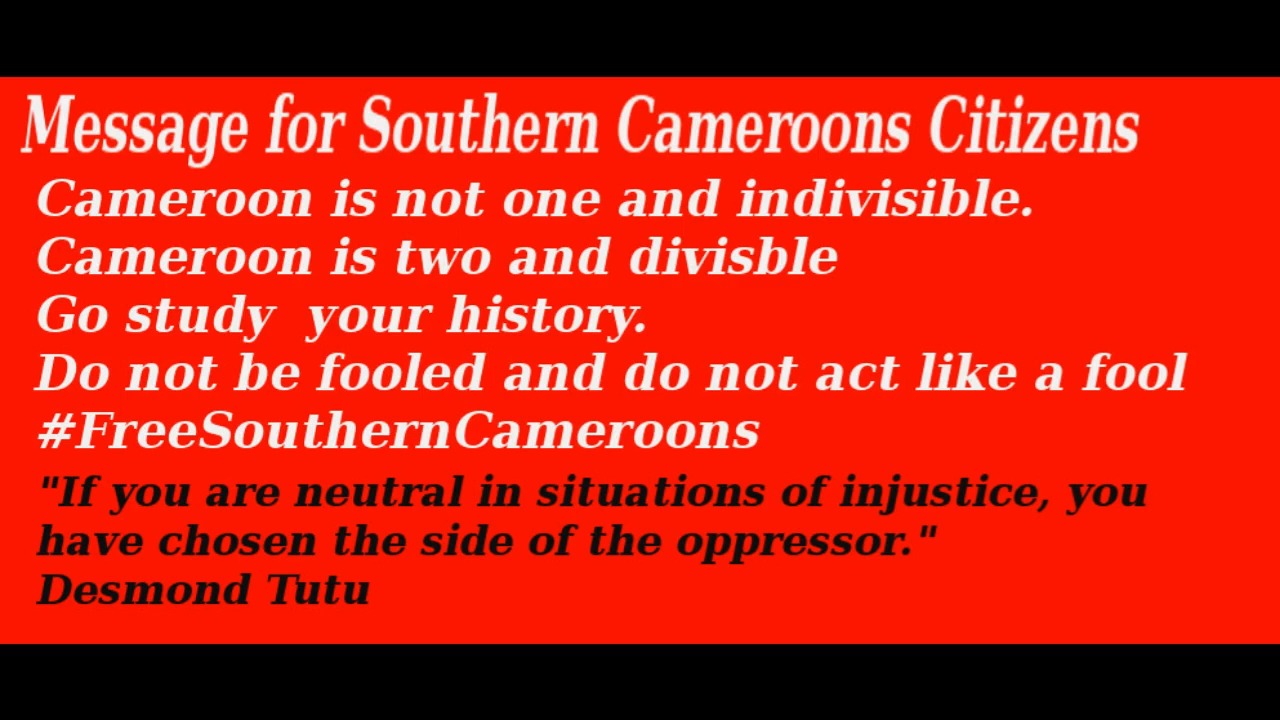 Message for Southern Cameroons Citizens
Cameroon is not one and indivisible.
Cameroon is two and divisble
Go study  your history.
Do not be fooled and do not act like a fool
#FreeSouthernCameroons
"If you are neutral in situations of injustice, you
have chosen the side of the oppressor."
Desmond Tutu